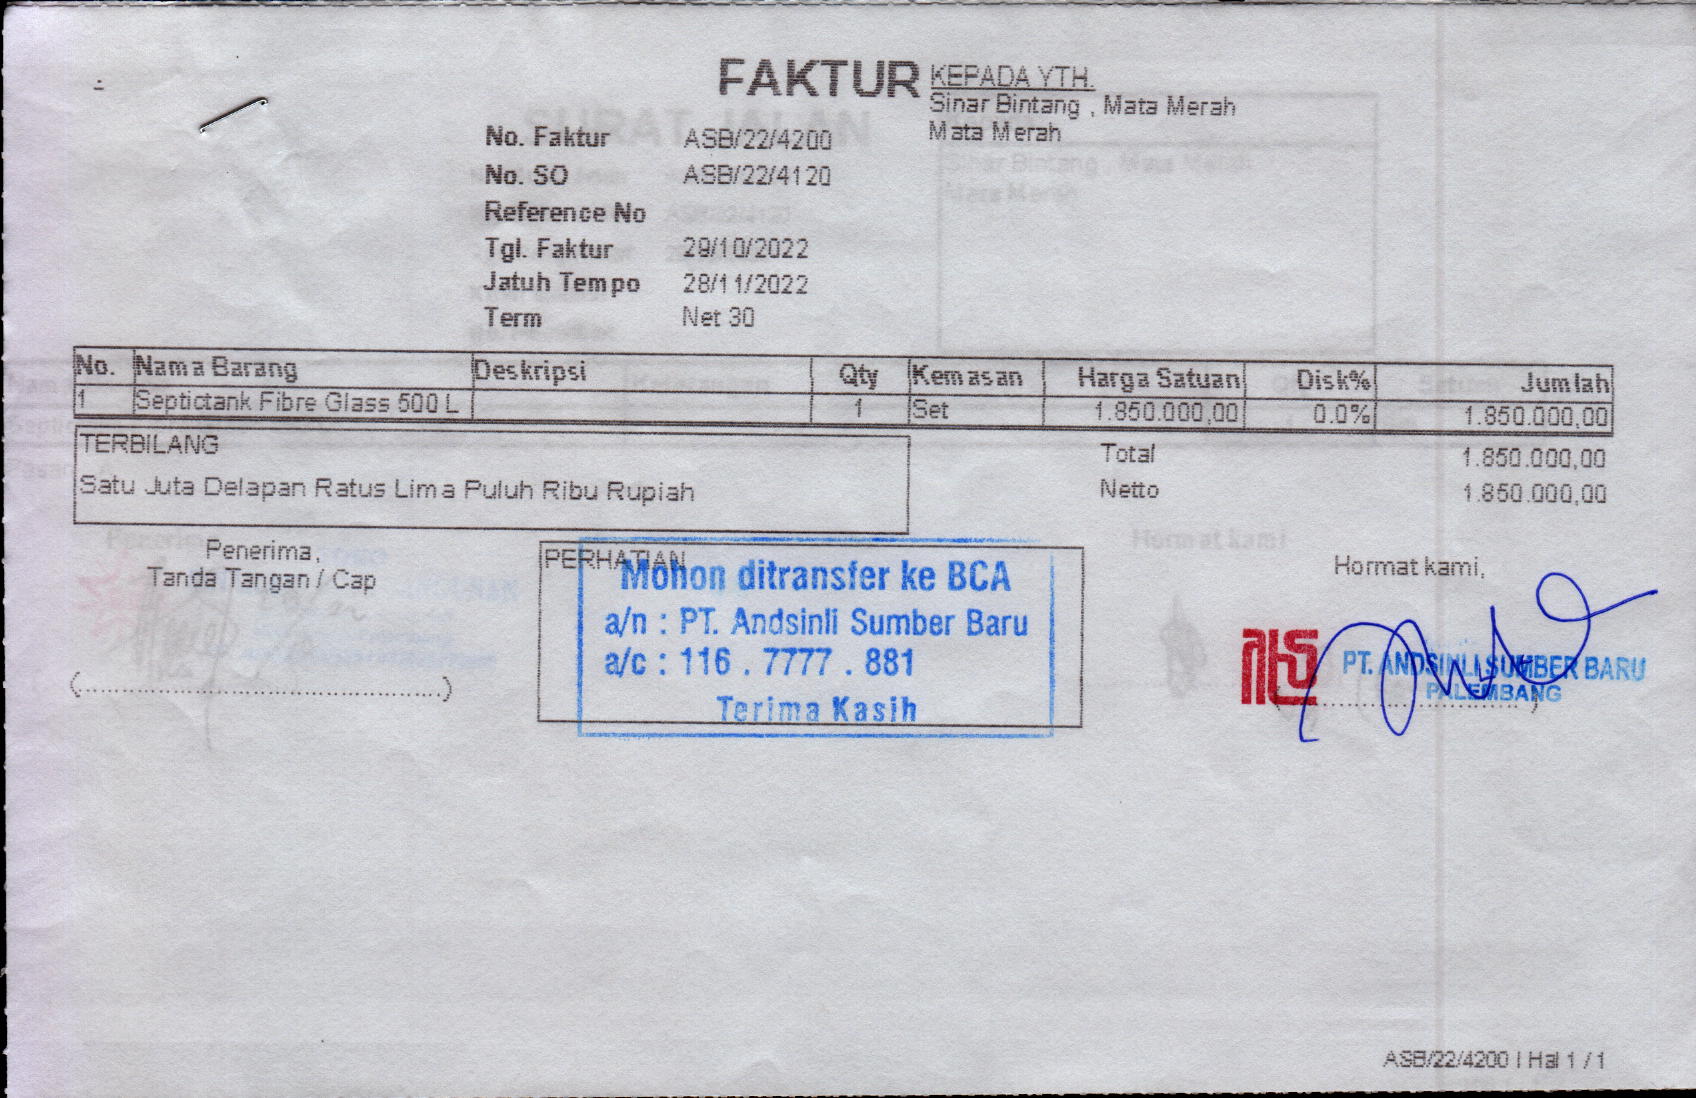 FAKTUR
KEPADA YTH.
Sinar Bintang , Mata Merah
Mata Merah
No. Faktur ASB/22/4200
No. SO ASB/22/4120
Reference No
Tgl. Faktur 29/10/2022
Jatuh Tempo 28/11/2022
Term Net 30
No. Nama Barang Deskripsi Qty Kemasan Harga Satuan Disk% Jumlah
1 Septictank Fibre Glass 500 L 1 Set 1.850.000,00 0.0% 1.850.000,00
TERBILANG
Satu Juta Delapan Ratus Lima Puluh Ribu Rupiah
Total 1.850.000,00
Netto 1.850.000,00
Penerima,
Tanda Tangan / Cap
(........................................)
PERHATIAN
Mohon ditransfer ke BCA
a/n : PT. Andsinli Sumber Baru
a/c : 116 . 7777 . 881
Terima Kasih
Hormat kami,
PT. ANDSINLI SUMBER BARU
PALEMBANG
ASB/22/4200 | Hal 1 / 1